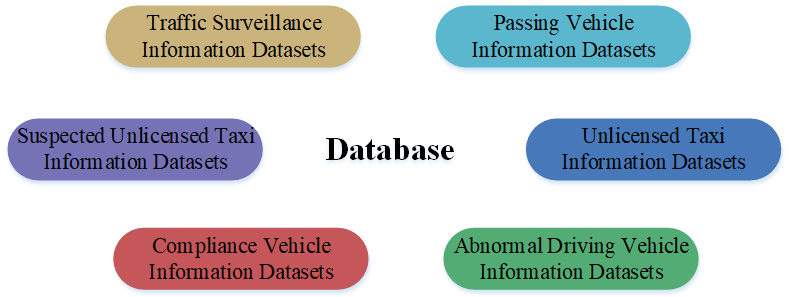 Traffic Surveillance
Information Datasets
Passing Vehicle
Information Datasets
Suspected Unlicensed Taxi
Information Datasets
Database
Unlicensed Taxi
Information Datasets
Compliance Vehicle
Information Datasets
Abnormal Driving Vehicle
Information Datasets